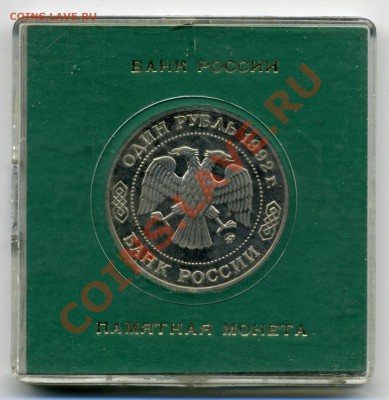 COINS.LAVE.RU
БАНК РОССИИ
ОДИН РУБЛЬ 1992 г.
БАНК РОССИИ
ПАМЯТНАЯ МОНЕТА
COINS.LAVE.RU